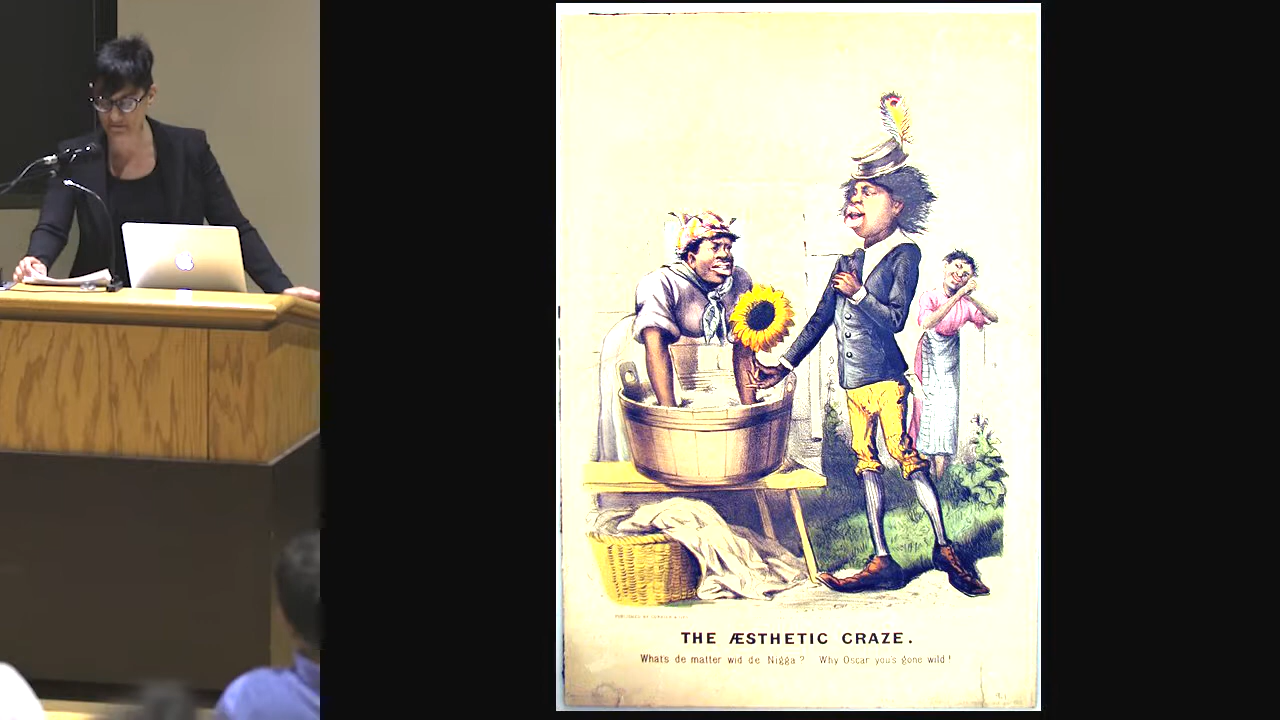 THE ÆSTHETIC CRAZE.
Whats de matter wid de Nigga? Why Oscar you's gone wild!